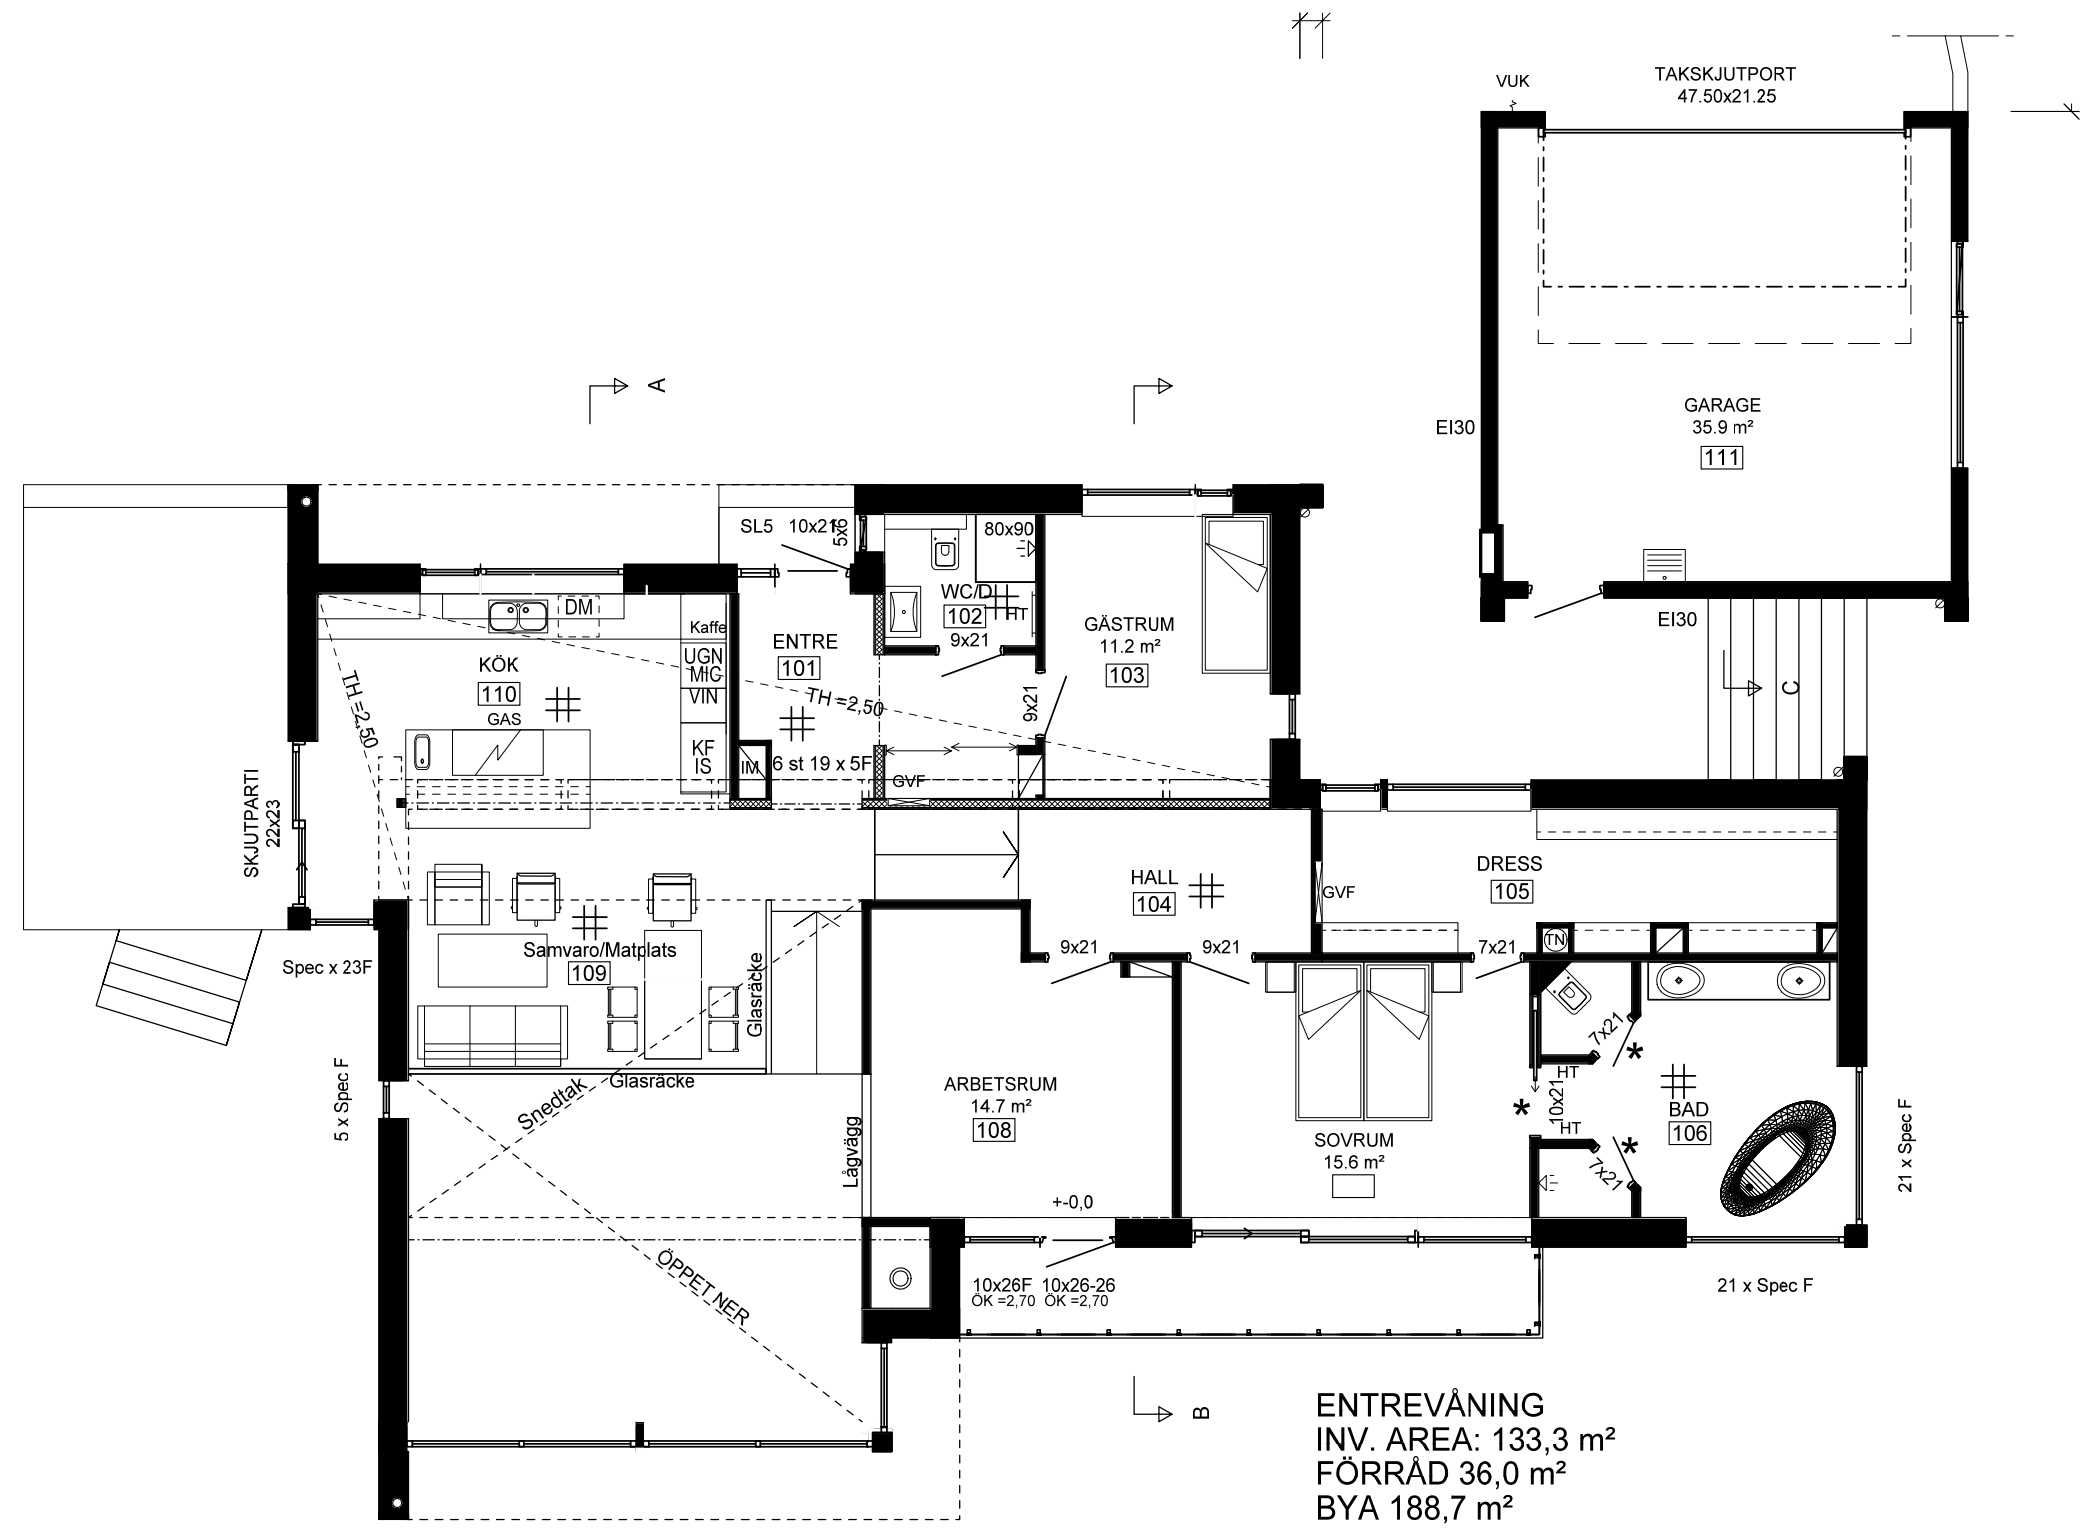 TAKSKJUTPORT
47.50x21.25
VUK
A
GARAGE
35.9 m²
111
EI30
EI30
C
SL5
10x21
5x6
80x90
WC/D
102
HT
9x21
DM
Kaffe
UGN
MIG
VIN
KF
IS
KÖK
110
GAS
TH =2,50
ENTRE
101
TH =2,50
IM
6 st 19 x 5F
GVF
GÄSTRUM
11.2 m²
103
9x21
SKJUTPARTI
22x23
Spec x 23F
Samvaro/Matplats
109
Glasräcke
Glasräcke
Snedtak
5 x Spec F
ÖPPET NER
Lågvägg
HALL
104
9x21
9x21
GVF
DRESS
105
7x21
TN
ARBETSRUM
14.7 m²
108
+-0,0
SOVRUM
15.6 m²
7x21
*
HT
10x21
*
HT
*
7x21
BAD
106
21 x Spec F
21 x Spec F
10x26F
ÖK =2,70
10x26-26
ÖK =2,70
B
ENTREVÅNING
INV. AREA: 133,3 m²
FÖRRÅD 36,0 m²
BYA 188,7 m²